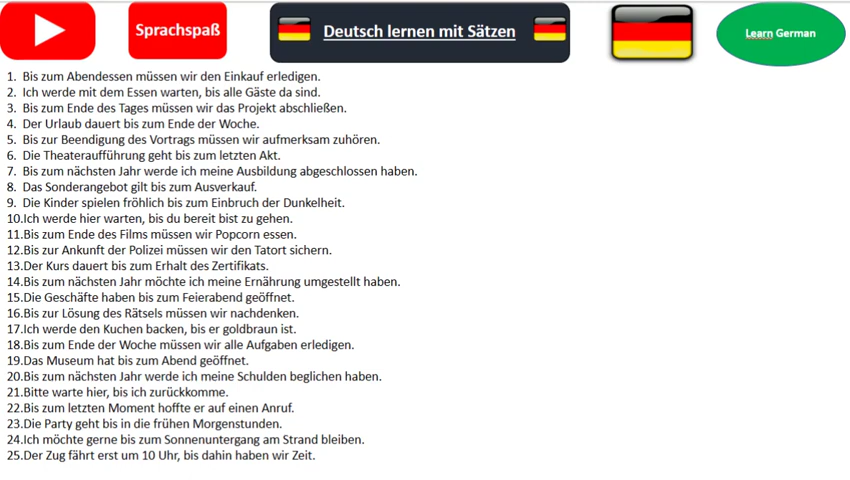 Sprachspaß
Deutsch lernen mit Sätzen
Learn German
1. Bis zum Abendessen müssen wir den Einkauf erledigen.
2. Ich werde mit dem Essen warten, bis alle Gäste da sind.
3. Bis zum Ende des Tages müssen wir das Projekt abschließen.
4. Der Urlaub dauert bis zum Ende der Woche.
5. Bis zur Beendigung des Vortrags müssen wir aufmerksam zuhören.
6. Die Theateraufführung geht bis zum letzten Akt.
7. Bis zum nächsten Jahr werde ich meine Ausbildung abgeschlossen haben.
8. Das Sonderangebot gilt bis zum Ausverkauf.
9. Die Kinder spielen fröhlich bis zum Einbruch der Dunkelheit.
10.Ich werde hier warten, bis du bereit bist zu gehen.
11.Bis zum Ende des Films müssen wir Popcorn essen.
12.Bis zur Ankunft der Polizei müssen wir den Tatort sichern.
13.Der Kurs dauert bis zum Erhalt des Zertifikats.
14.Bis zum nächsten Jahr möchte ich meine Ernährung umgestellt haben.
15.Die Geschäfte haben bis zum Feierabend geöffnet.
16.Bis zur Lösung des Rätsels müssen wir nachdenken.
17.Ich werde den Kuchen backen, bis er goldbraun ist.
18.Bis zum Ende der Woche müssen wir alle Aufgaben erledigen.
19.Das Museum hat bis zum Abend geöffnet.
20.Bis zum nächsten Jahr werde ich meine Schulden beglichen haben.
21.Bitte warte hier, bis ich zurückkomme.
22.Bis zum letzten Moment hoffte er auf einen Anruf.
23.Die Party geht bis in die frühen Morgenstunden.
24.Ich möchte gerne bis zum Sonnenuntergang am Strand bleiben.
25.Der Zug fährt erst um 10 Uhr, bis dahin haben wir Zeit.